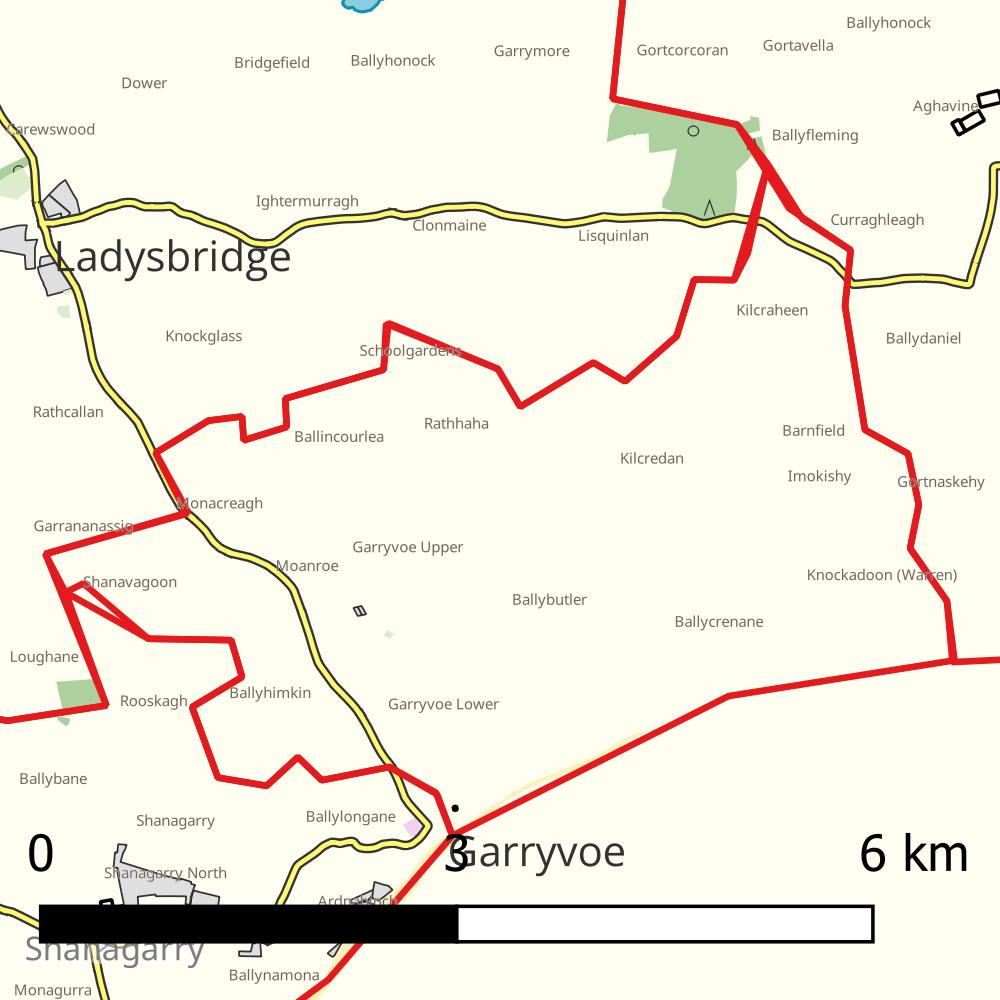 Ballyhonock
Gortavella
Garrymore
Gortcorcoran
Bridgefield
Ballyhonock
Dower
Aghavine
Carewswood
Ballyfleming
Ightermurragh
Clonmaine
Curraghleagh
Lisquinlan
Ladysbridge
Kilcraheen
Knockglass
Ballydaniel
Schoolgardens
Rathcallan
Rathhaha
Barnfield
Ballincourlea
Kilcredan
Imokishy
Gortnaskehy
Monacreagh
Garrananassig
Garryvoe Upper
Moanroe
Knockadoon (Warren)
Shanavagoon
Ballybutler
Ballycrenane
Loughane
Ballyhimkin
Rooskagh
Garryvoe Lower
Ballybane
Ballylongane
Shanagarry
0 3 6 km
Garryvoe
Shanagarry North
Ardnahinch
Shanagarry
Ballynamona
Monagurra